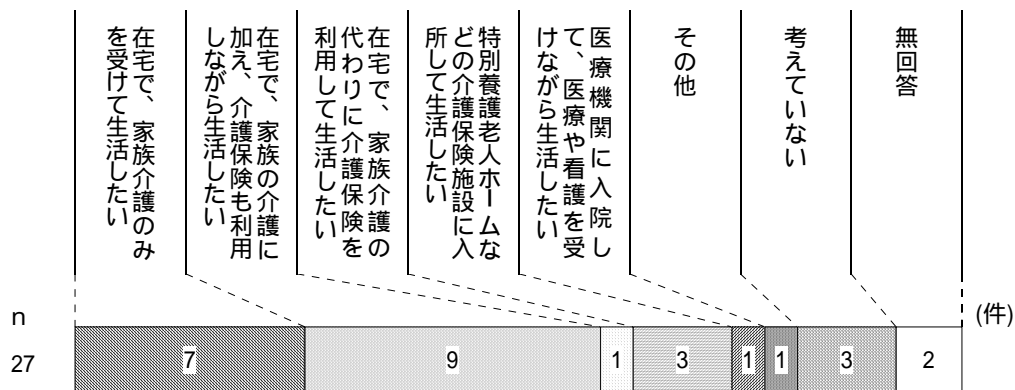 在宅で、家族介護のみ
を受けて生活したい
在宅で、家族の介護に
加え、介護保険も利用
しながら生活したい
在宅で、家族介護の
代わりに介護保険を
利用して生活したい
特別養護老人ホームな
どの介護保険施設に入
所して生活したい
医療機関に入院し
て、医療や看護を受
けながら生活したい
その他
考えていない
無回答
(件)
n
27
7
9
1
3
1
1
3
2